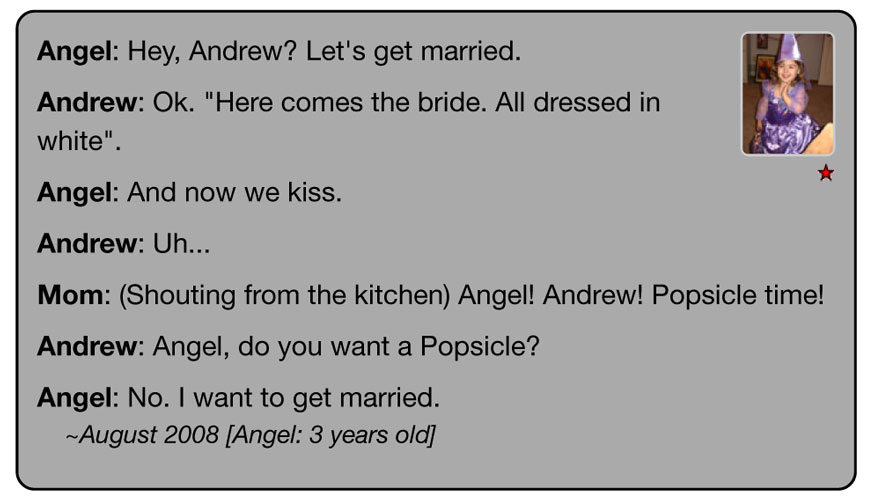 Angel: Hey, Andrew? Let's get married.
Andrew: Ok. "Here comes the bride. All dressed in
white".
Angel: And now we kiss.
Andrew: Uh...
Mom: (Shouting from the kitchen) Angel! Andrew! Popsicle time!
Andrew: Angel, do you want a Popsicle?
Angel: No. I want to get married.
~August 2008 [Angel: 3 years old]